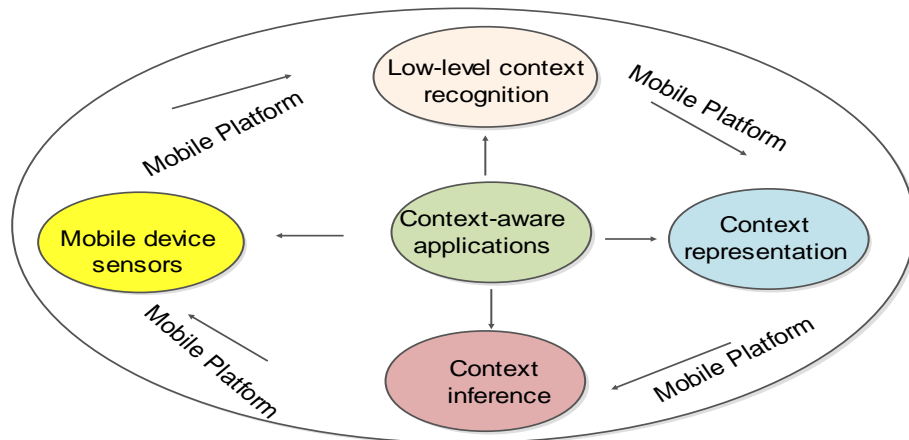 Low-level context
recognition
Mobile Platform
Mobile Platform
Mobile device
sensors
Context-aware
applications
Context
representation
Mobile Platform
Context
inference
Mobile Platform